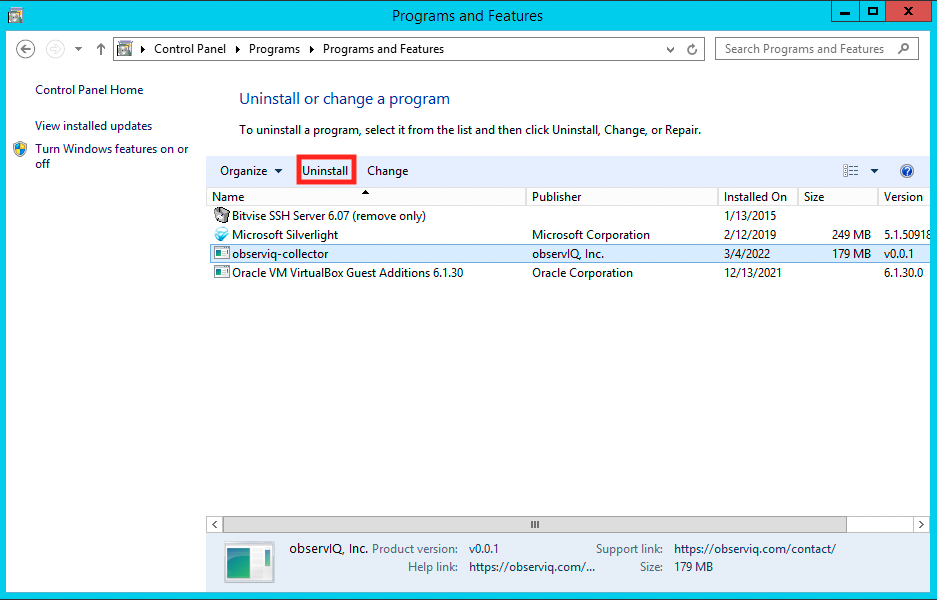 Programs and Features
Control Panel Programs Programs and Features
Search Programs and Features
Control Panel Home
View installed updates
Turn Windows features on or
off
Uninstall or change a program
To uninstall a program, select it from the list and then click Uninstall, Change, or Repair.
Organize Uninstall Change
Name Publisher Installed On Size Version
Bitvise SSH Server 6.07 (remove only) 1/13/2015
Microsoft Silverlight Microsoft Corporation 2/12/2019 249 MB 5.1.50918
observiq-collector observIQ, Inc. 3/4/2022 179 MB v0.0.1
Oracle VM VirtualBox Guest Additions 6.1.30 Oracle Corporation 12/13/2021 6.1.30.0
observIQ, Inc. Product version: v0.0.1 Support link: https://observiq.com/contact/
Help link: https://observiq.com/... Size: 179 MB